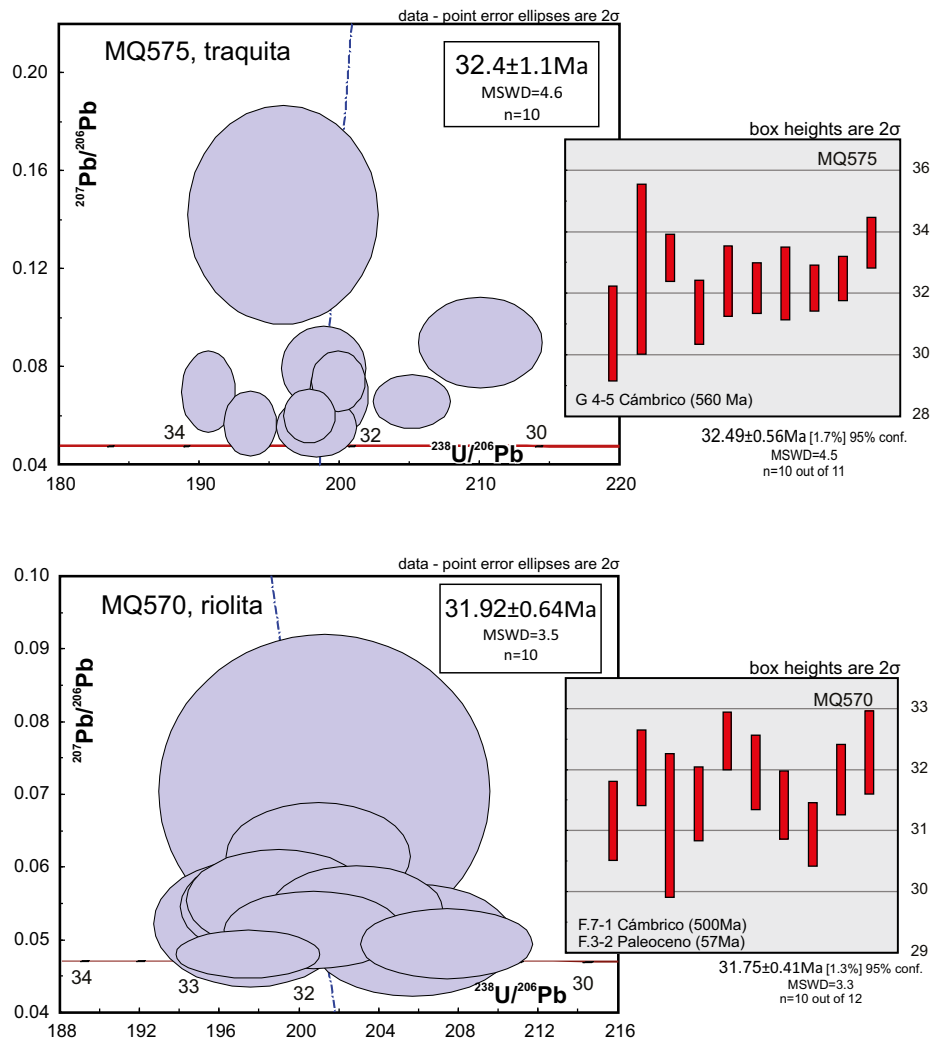 data - point error ellipses are 2σ
MQ575, traquita
32.4±1.1Ma
MSWD=4.6
n=10
0.20
0.16
0.12
0.08
0.04
²⁰⁷Pb/²⁰⁶Pb
34
32
30
²³⁸U/²⁰⁶Pb
180
190
200
210
220
box heights are 2σ
MQ575
36
34
32
30
28
G 4-5 Cámbrico (560 Ma)
32.49±0.56Ma [1.7%] 95% conf.
MSWD=4.5
n=10 out of 11
data - point error ellipses are 2σ
MQ570, riolita
31.92±0.64Ma
MSWD=3.5
n=10
0.10
0.09
0.08
0.07
0.06
0.05
0.04
²⁰⁷Pb/²⁰⁶Pb
34
33
32
30
²³⁸U/²⁰⁶Pb
188
192
196
200
204
208
212
216
box heights are 2σ
MQ570
33
32
31
30
29
F.7-1 Cámbrico (500Ma)
F.3-2 Paleoceno (57Ma)
31.75±0.41Ma [1.3%] 95% conf.
MSWD=3.3
n=10 out of 12